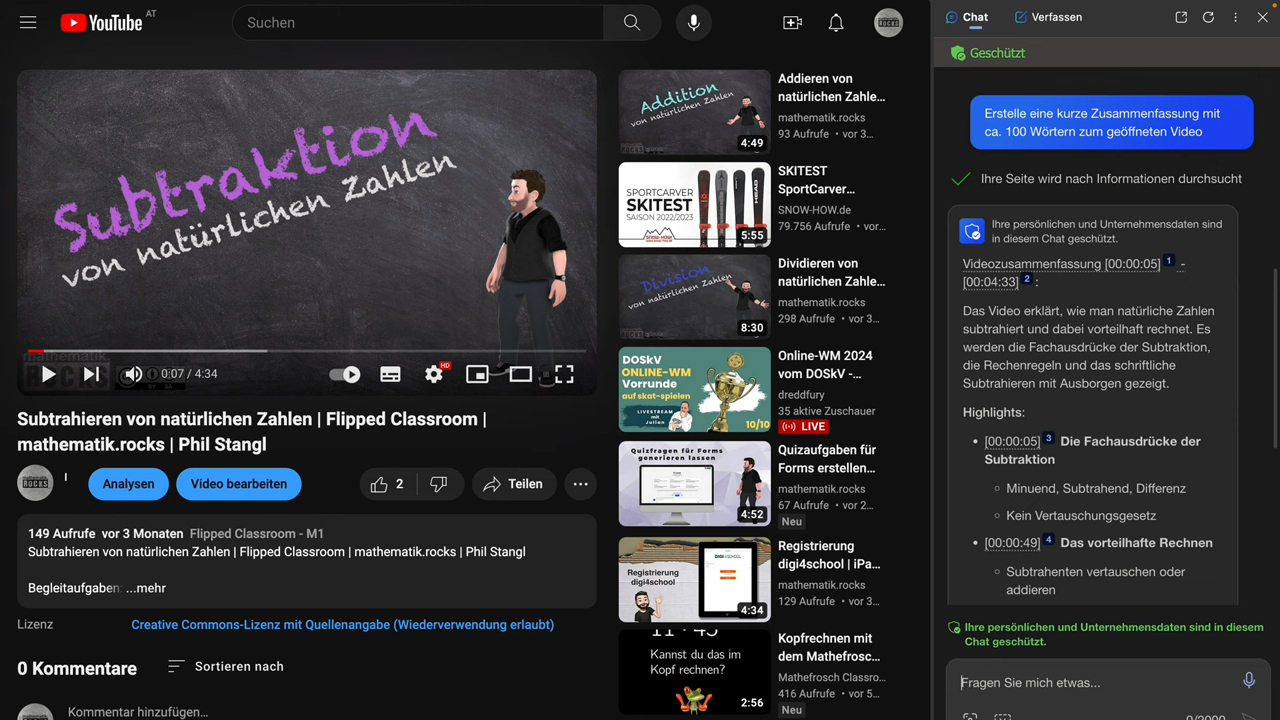 YouTube AT
Suchen
Subtraktion
von natürlichen Zahlen
mathematik.
0:07 / 4:34
HD
Subtrahieren von natürlichen Zahlen | Flipped Classroom |
mathematik.rocks | Phil Stangl
ROCKS
Analysen
Video bearbeiten
2
Teilen
149 Aufrufe vor 3 Monaten Flipped Classroom - M1
Subtrahieren von natürlichen Zahlen | Flipped Classroom | mathematik.rocks | Phil Stangl
Begleitaufgaben: ...mehr
Lizenz
Creative Commons-Lizenz mit Quellenangabe (Wiederverwendung erlaubt)
0 Kommentare
Sortieren nach
Kommentar hinzufügen...
Addition
von natürlichen Zahlen
4:49
Addieren von
natürlichen Zahle...
mathematik.rocks
93 Aufrufe • vor 3...
SPORTCARVER
SKITEST
SAISON 2022/2023
SNOW-HOW
HEAD
5:55
SKITEST
SportCarver...
SNOW-HOW.de
79.756 Aufrufe • vor...
Division
von natürlichen Zahlen
8:30
Dividieren von
natürlichen Zahle...
mathematik.rocks
298 Aufrufe • vor 3...
DOSkV
ONLINE-WM
Vorrunde
auf skat-spielen
LIVESTREAM
mit
Julian
10/10
Online-WM 2024
vom DOSkV -...
dreddfury
35 aktive Zuschauer
LIVE
Quizfragen für Forms
generieren lassen
4:52
Quizaufgaben für
Forms erstellen...
mathematik.rocks
67 Aufrufe • vor 2...
Neu
Registrierung
digi4school
DIGI4SCHOOL
4:34
Registrierung
digi4school | iPa...
mathematik.rocks
129 Aufrufe • vor 3...
11 · 45
Kannst du das im
Kopf rechnen?
2:56
Kopfrechnen mit
dem Mathefrosc...
Mathefrosch Classro...
416 Aufrufe • vor 5...
Neu
Chat
Verfassen
Geschützt
Erstelle eine kurze Zusammenfassung mit
ca. 100 Wörtern zum geöffneten Video
Ihre Seite wird nach Informationen durchsucht
Ihre persönlichen und Unternehmensdaten sind
in diesem Chat geschützt.
Videozusammenfassung [00:00:05] 1 -
[00:04:33] 2 :
Das Video erklärt, wie man natürliche Zahlen
subtrahiert und dabei vorteilhaft rechnet. Es
werden die Fachausdrücke der Subtraktion,
die Rechenregeln und das schriftliche
Subtrahieren mit Ausborgen gezeigt.
Highlights:
• [00:00:05] 3 Die Fachausdrücke der
Subtraktion
○ Minuend, Subtrahend, Differenz
○ Kein Vertauschungsgesetz
• [00:00:49] 4 Das vorteilhafte Rechnen
○ Subtrahenten vertauschen oder
addieren
Ihre persönlichen und Unternehmensdaten sind in diesem
Chat geschützt.
Fragen Sie mich etwas...
0/2000